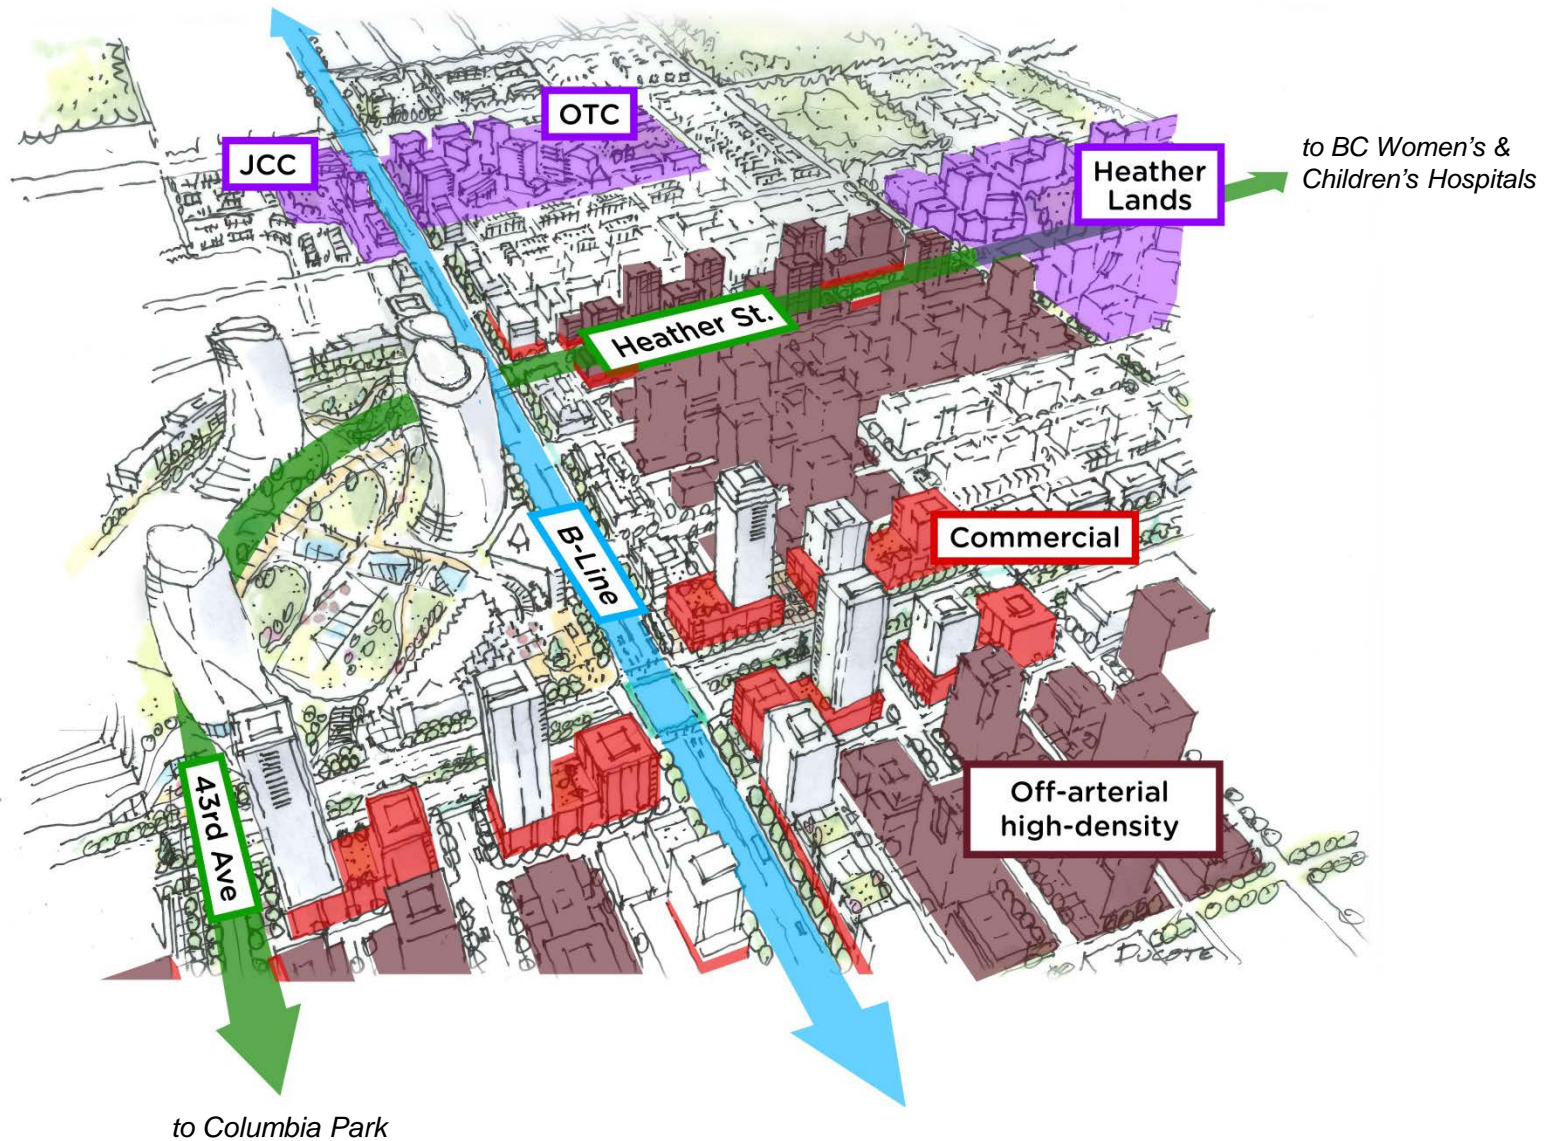 OTC
JCC
Heather
Lands
to BC Women's &
Children's Hospitals
Heather St.
B-Line
Commercial
Off-arterial
high-density
43rd Ave
K DUCOTE
to Columbia Park